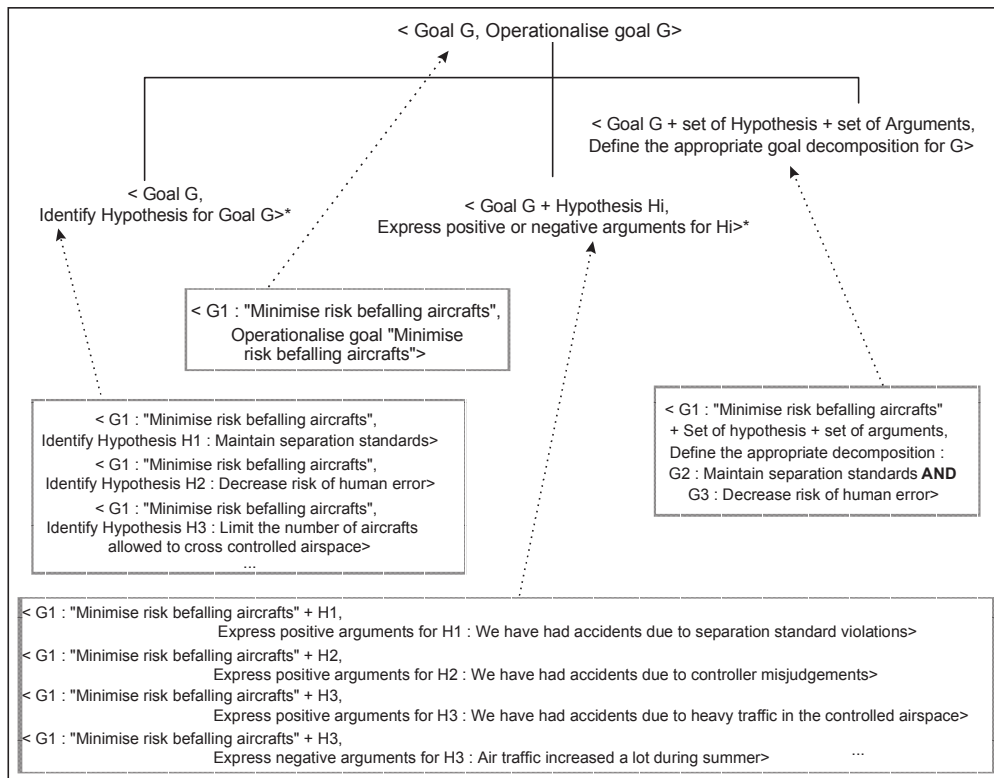 < Goal G, Operationalise goal G>
< Goal G + set of Hypothesis + set of Arguments,
Define the appropriate goal decomposition for G>
< Goal G,
Identify Hypothesis for Goal G>*
< Goal G + Hypothesis Hi,
Express positive or negative arguments for Hi>*
< G1 : "Minimise risk befalling aircrafts",
Operationalise goal "Minimise
risk befalling aircrafts">
< G1 : "Minimise risk befalling aircrafts",
Identify Hypothesis H1 : Maintain separation standards>
< G1 : "Minimise risk befalling aircrafts",
Identify Hypothesis H2 : Decrease risk of human error>
< G1 : "Minimise risk befalling aircrafts",
Identify Hypothesis H3 : Limit the number of aircrafts
allowed to cross controlled airspace>
...
< G1 : "Minimise risk befalling aircrafts"
+ Set of hypothesis + set of arguments,
Define the appropriate decomposition :
G2 : Maintain separation standards AND
G3 : Decrease risk of human error>
< G1 : "Minimise risk befalling aircrafts" + H1,
Express positive arguments for H1 : We have had accidents due to separation standard violations>
< G1 : "Minimise risk befalling aircrafts" + H2,
Express positive arguments for H2 : We have had accidents due to controller misjudgements>
< G1 : "Minimise risk befalling aircrafts" + H3,
Express positive arguments for H3 : We have had accidents due to heavy traffic in the controlled airspace>
< G1 : "Minimise risk befalling aircrafts" + H3,
Express negative arguments for H3 : Air traffic increased a lot during summer> ...